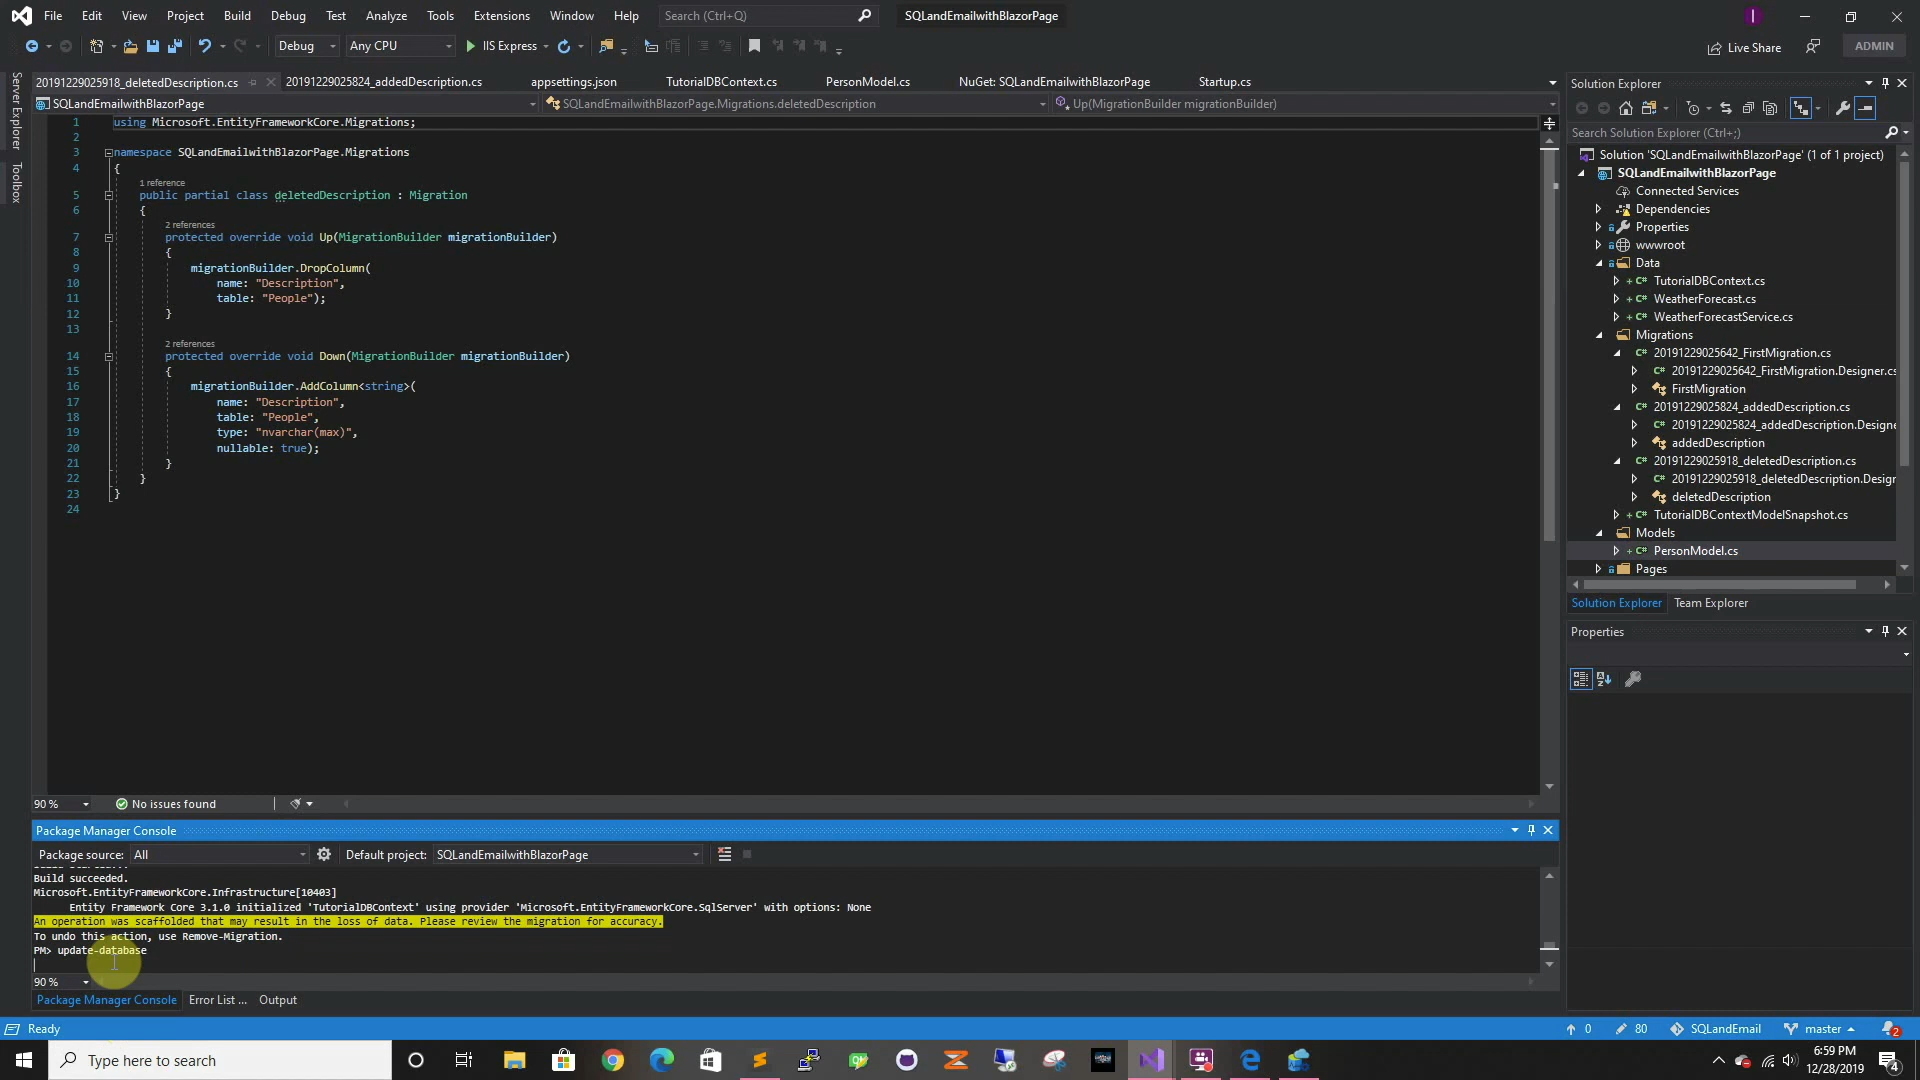 File Edit View Project Build Debug Test Analyze Tools Extensions Window Help Search (Ctrl+Q) SQLandEmailwithBlazorPage
Debug Any CPU IIS Express Live Share ADMIN
20191229025918_deletedDescription.cs 20191229025824_addedDescription.cs appsettings.json TutorialDBContext.cs PersonModel.cs NuGet: SQLandEmailwithBlazorPage Startup.cs
SQLandEmailwithBlazorPage SQLandEmailwithBlazorPage.Migrations.deletedDescription Up(MigrationBuilder migrationBuilder)
Server Explorer
Toolbox
1 using Microsoft.EntityFrameworkCore.Migrations;
2
3 namespace SQLandEmailwithBlazorPage.Migrations
4 {
1 reference
5 public partial class deletedDescription : Migration
6 {
2 references
7 protected override void Up(MigrationBuilder migrationBuilder)
8 {
9 migrationBuilder.DropColumn(
10 name: "Description",
11 table: "People");
12 }
13
2 references
14 protected override void Down(MigrationBuilder migrationBuilder)
15 {
16 migrationBuilder.AddColumn<string>(
17 name: "Description",
18 table: "People",
19 type: "nvarchar(max)",
20 nullable: true);
21 }
22 }
23 }
24
90 % No issues found
Package Manager Console
Package source: All Default project: SQLandEmailwithBlazorPage
Build succeeded.
Microsoft.EntityFrameworkCore.Infrastructure[10403]
Entity Framework Core 3.1.0 initialized 'TutorialDBContext' using provider 'Microsoft.EntityFrameworkCore.SqlServer' with options: None
An operation was scaffolded that may result in the loss of data. Please review the migration for accuracy.
To undo this action, use Remove-Migration.
PM> update-database
90 %
Package Manager Console Error List ... Output
Solution Explorer
Search Solution Explorer (Ctrl+;)
Solution 'SQLandEmailwithBlazorPage' (1 of 1 project)
SQLandEmailwithBlazorPage
Connected Services
Dependencies
Properties
wwwroot
Data
TutorialDBContext.cs
WeatherForecast.cs
WeatherForecastService.cs
Migrations
20191229025642_FirstMigration.cs
20191229025642_FirstMigration.Designer.cs
FirstMigration
20191229025824_addedDescription.cs
20191229025824_addedDescription.Designe
addedDescription
20191229025918_deletedDescription.cs
20191229025918_deletedDescription.Design
deletedDescription
TutorialDBContextModelSnapshot.cs
Models
PersonModel.cs
Pages
Solution Explorer Team Explorer
Properties
Ready 0 80 SQLandEmail master 2
Type here to search
6:59 PM
12/28/2019
4